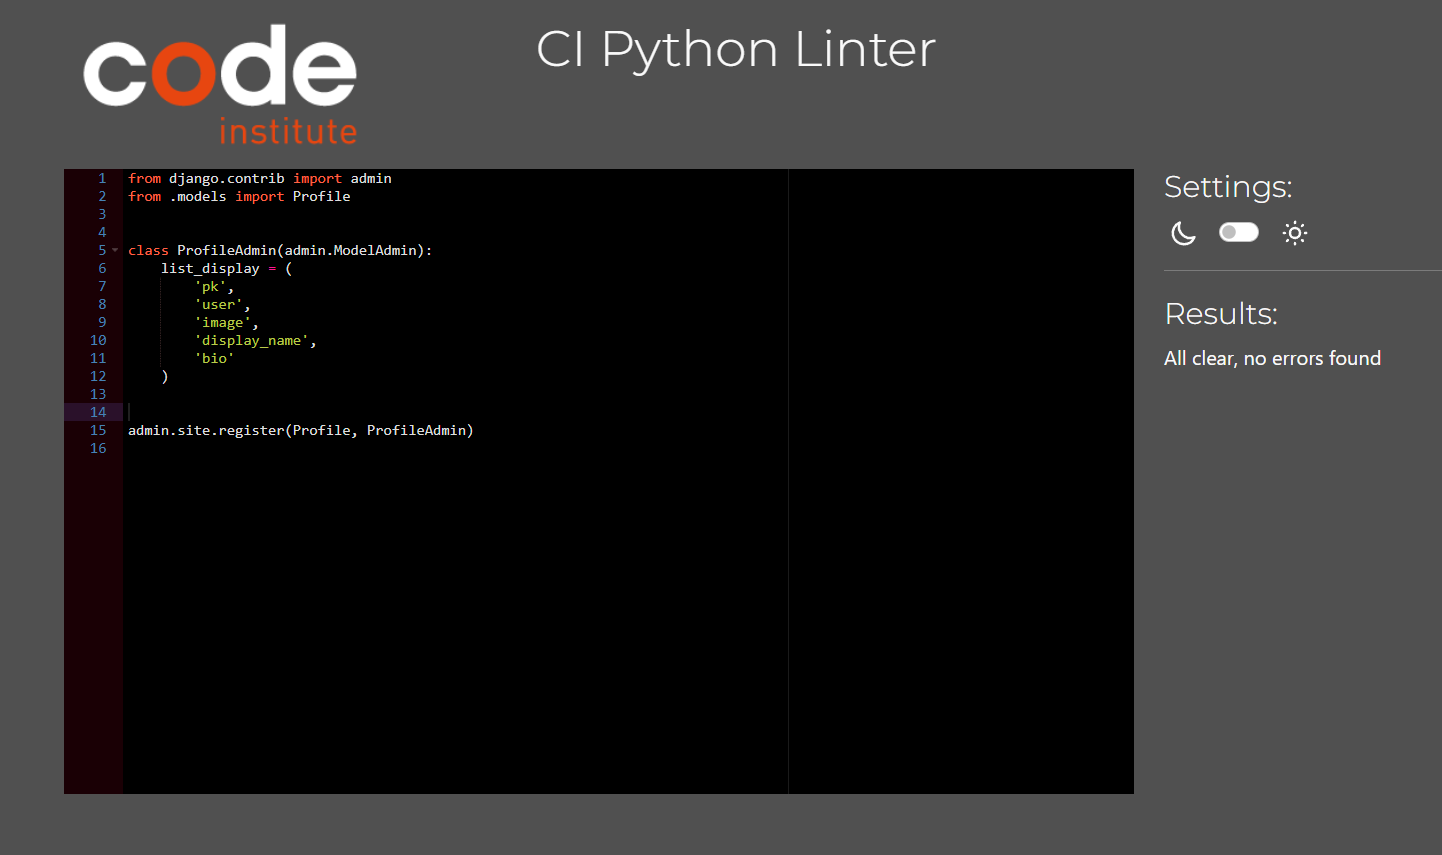 code
institute
CI Python Linter
1 from django.contrib import admin
2 from .models import Profile
3
4
5 class ProfileAdmin(admin.ModelAdmin):
6     list_display = (
7         'pk',
8         'user',
9         'image',
10         'display_name',
11         'bio'
12     )
13
14
15 admin.site.register(Profile, ProfileAdmin)
16
Settings:
Results:
All clear, no errors found